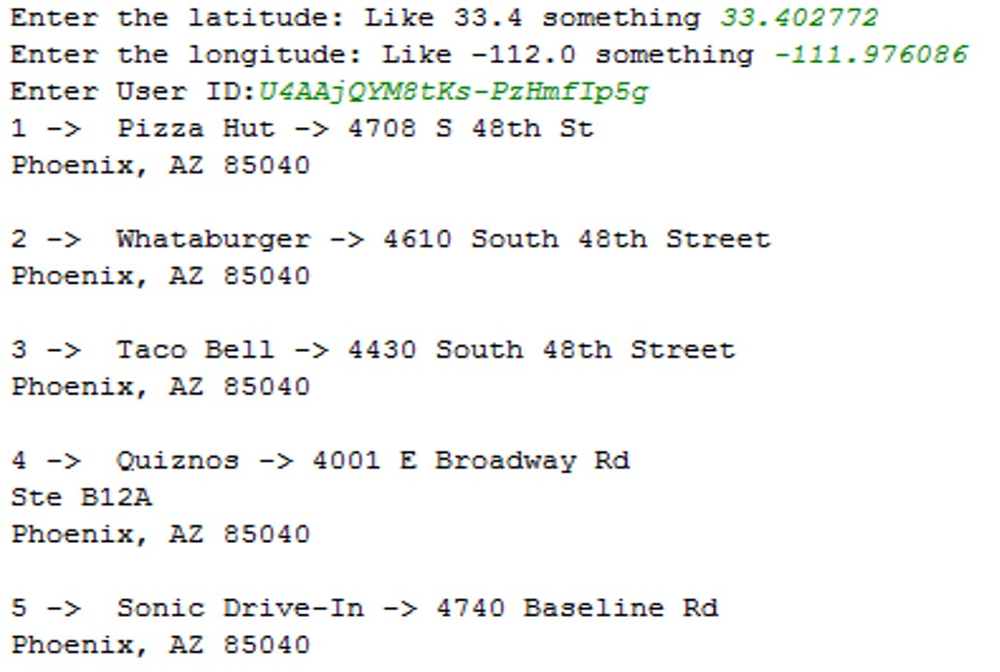 Enter the latitude: Like 33.4 something 33.402772
Enter the longitude: Like -112.0 something -111.976086
Enter User ID:U4AAjQYM8tKs-PzHmfIp5g
1 ->  Pizza Hut -> 4708 S 48th St
Phoenix, AZ 85040
2 ->  Whataburger -> 4610 South 48th Street
Phoenix, AZ 85040
3 ->  Taco Bell -> 4430 South 48th Street
Phoenix, AZ 85040
4 ->  Quiznos -> 4001 E Broadway Rd
Ste B12A
Phoenix, AZ 85040
5 ->  Sonic Drive-In -> 4740 Baseline Rd
Phoenix, AZ 85040